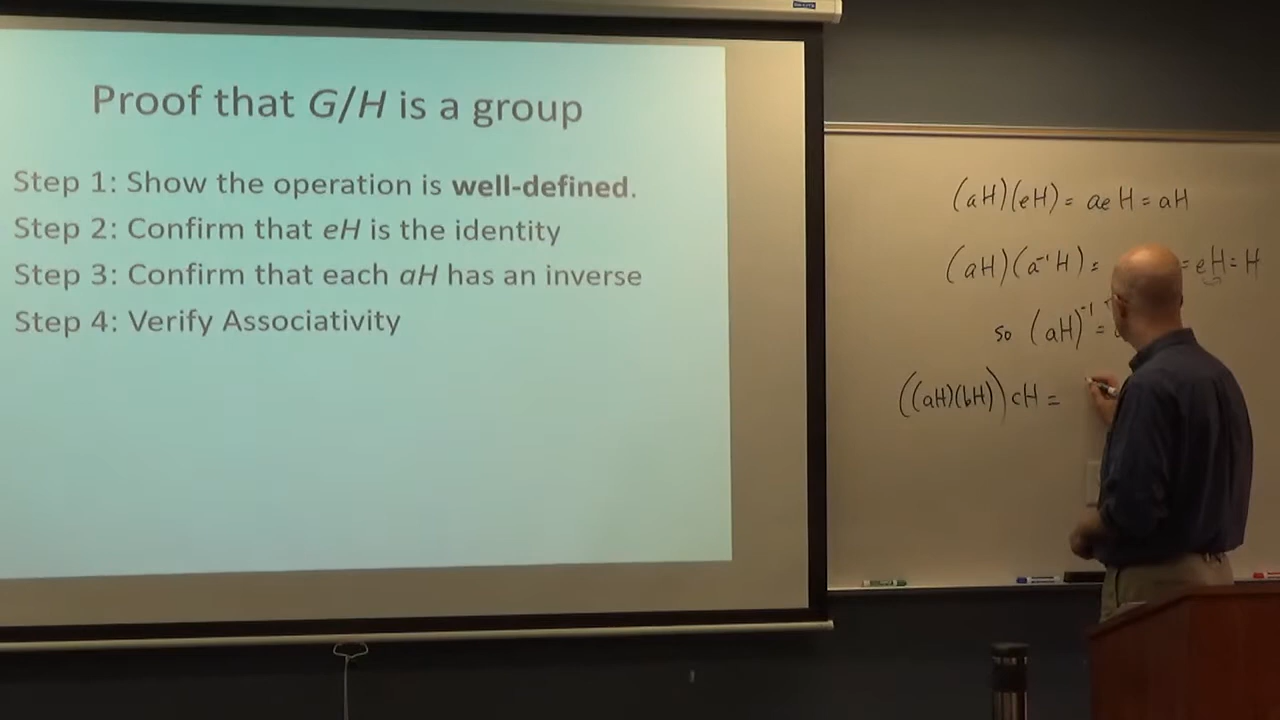 Proof that G/H is a group
Step 1: Show the operation is well-defined.
Step 2: Confirm that eH is the identity
Step 3: Confirm that each aH has an inverse
Step 4: Verify Associativity
(aH)(eH) = aeH = aH
(aH)(a⁻¹H) = = eH = H
so (aH)⁻¹ =
((aH)(bH))cH =